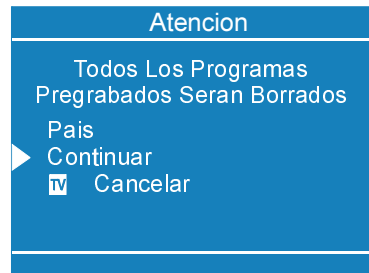 Atencion
Todos Los Programas
Pregrabados Seran Borrados
Pais
Continuar
TV Cancelar